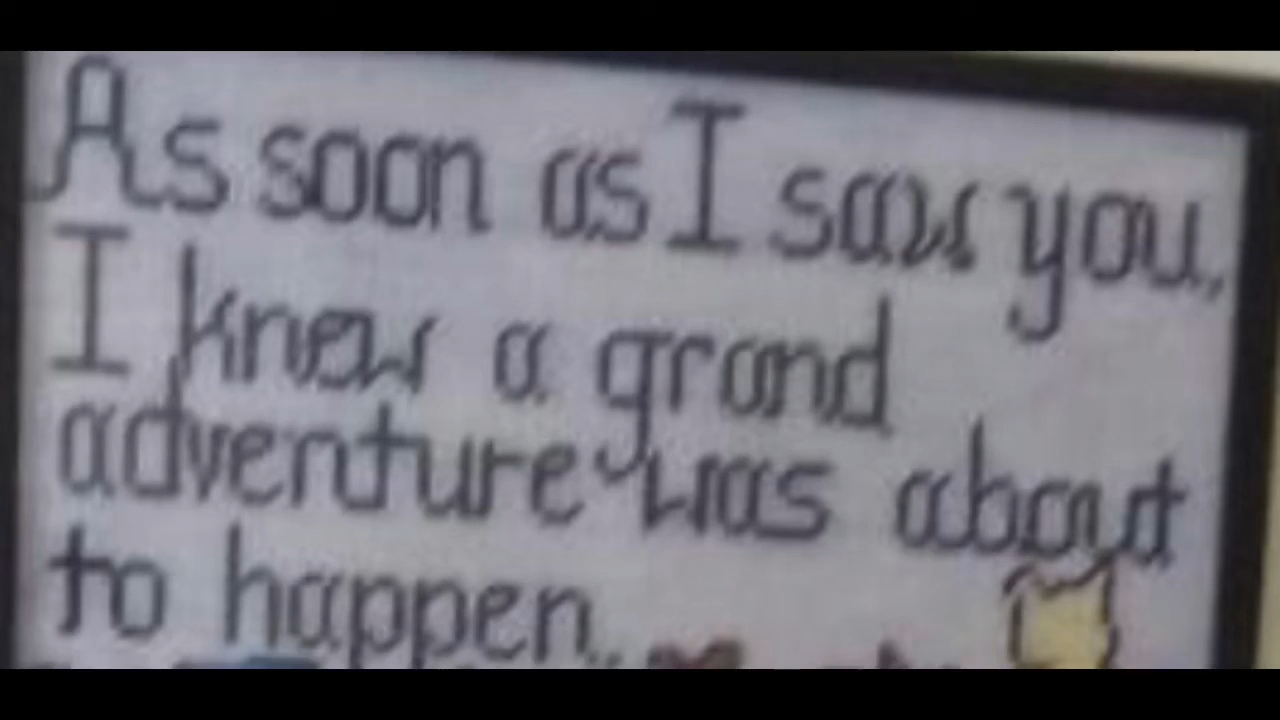 As soon as I saw you,
I knew a grand
adventure was about
to happen..